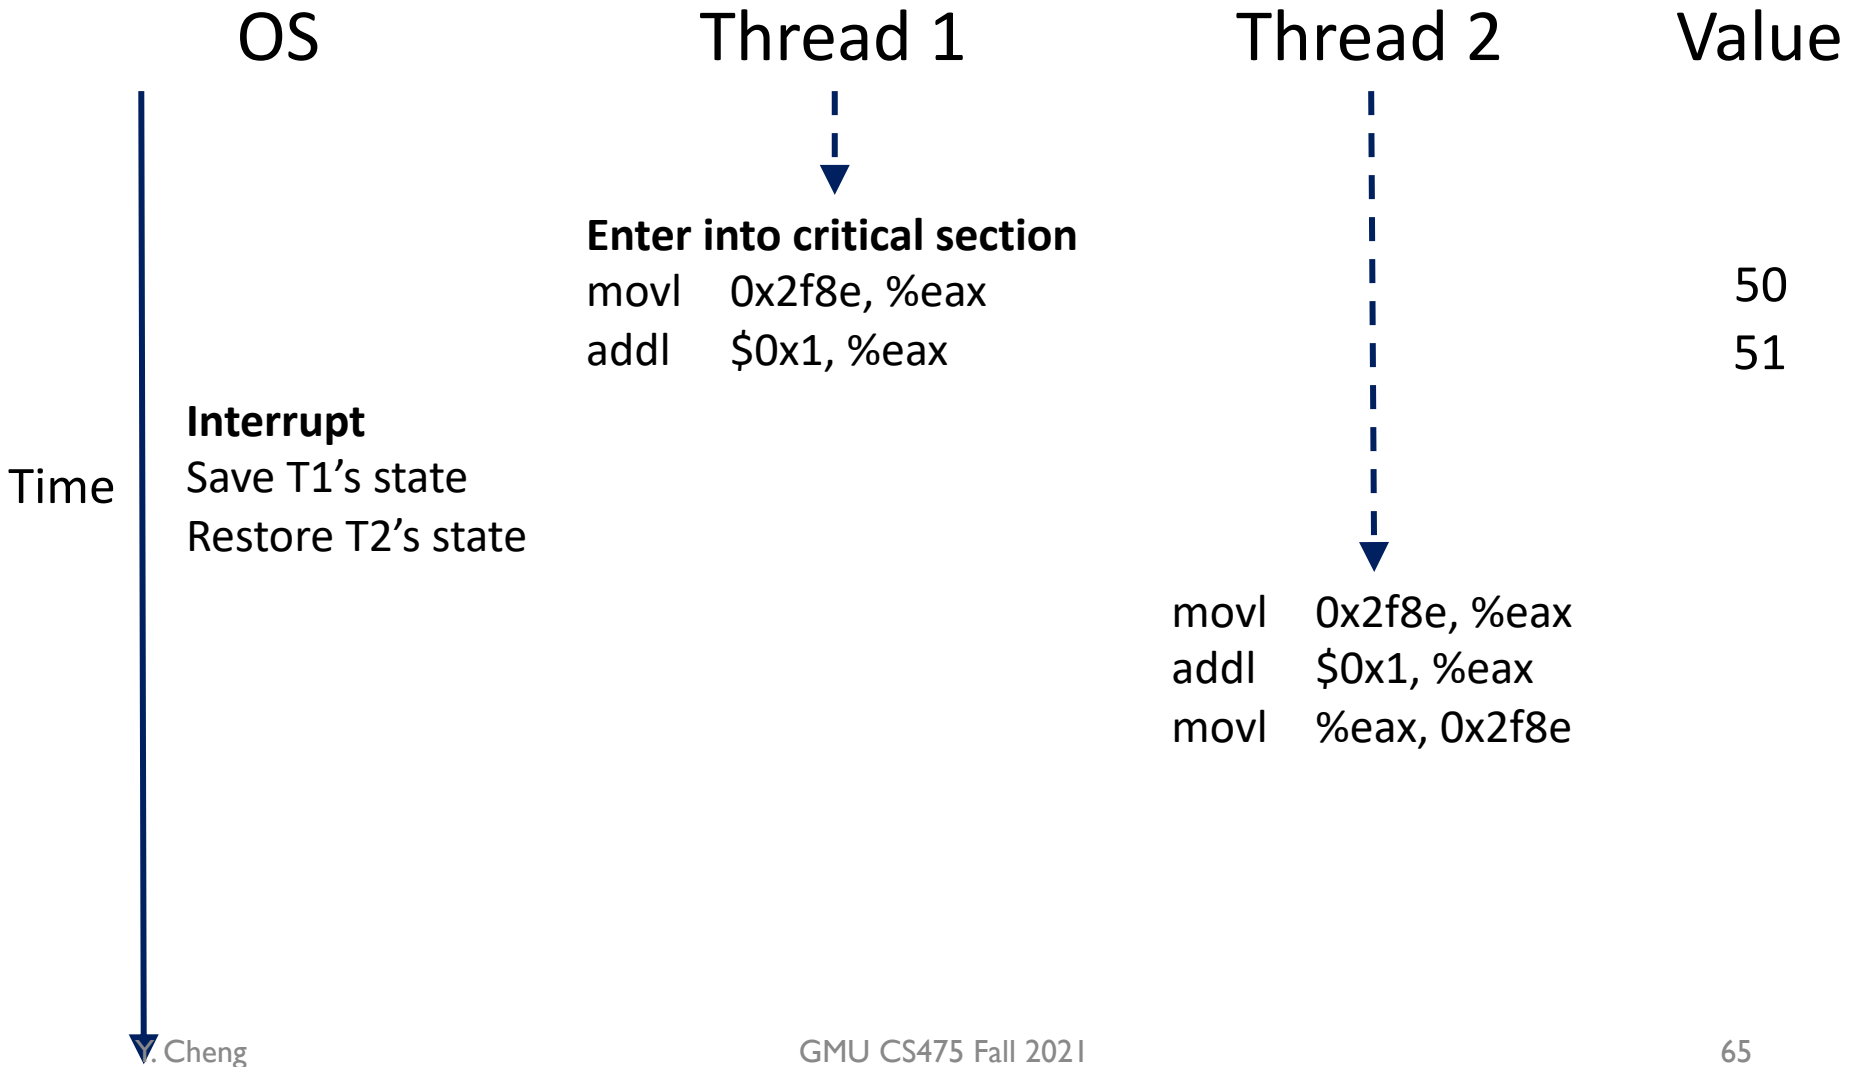 OS Thread 1 Thread 2 Value
Enter into critical section
movl 0x2f8e, %eax 50
addl $0x1, %eax 51
Interrupt
Time Save T1’s state
Restore T2’s state
movl 0x2f8e, %eax
addl $0x1, %eax
movl %eax, 0x2f8e
Y. Cheng GMU CS475 Fall 2021 65